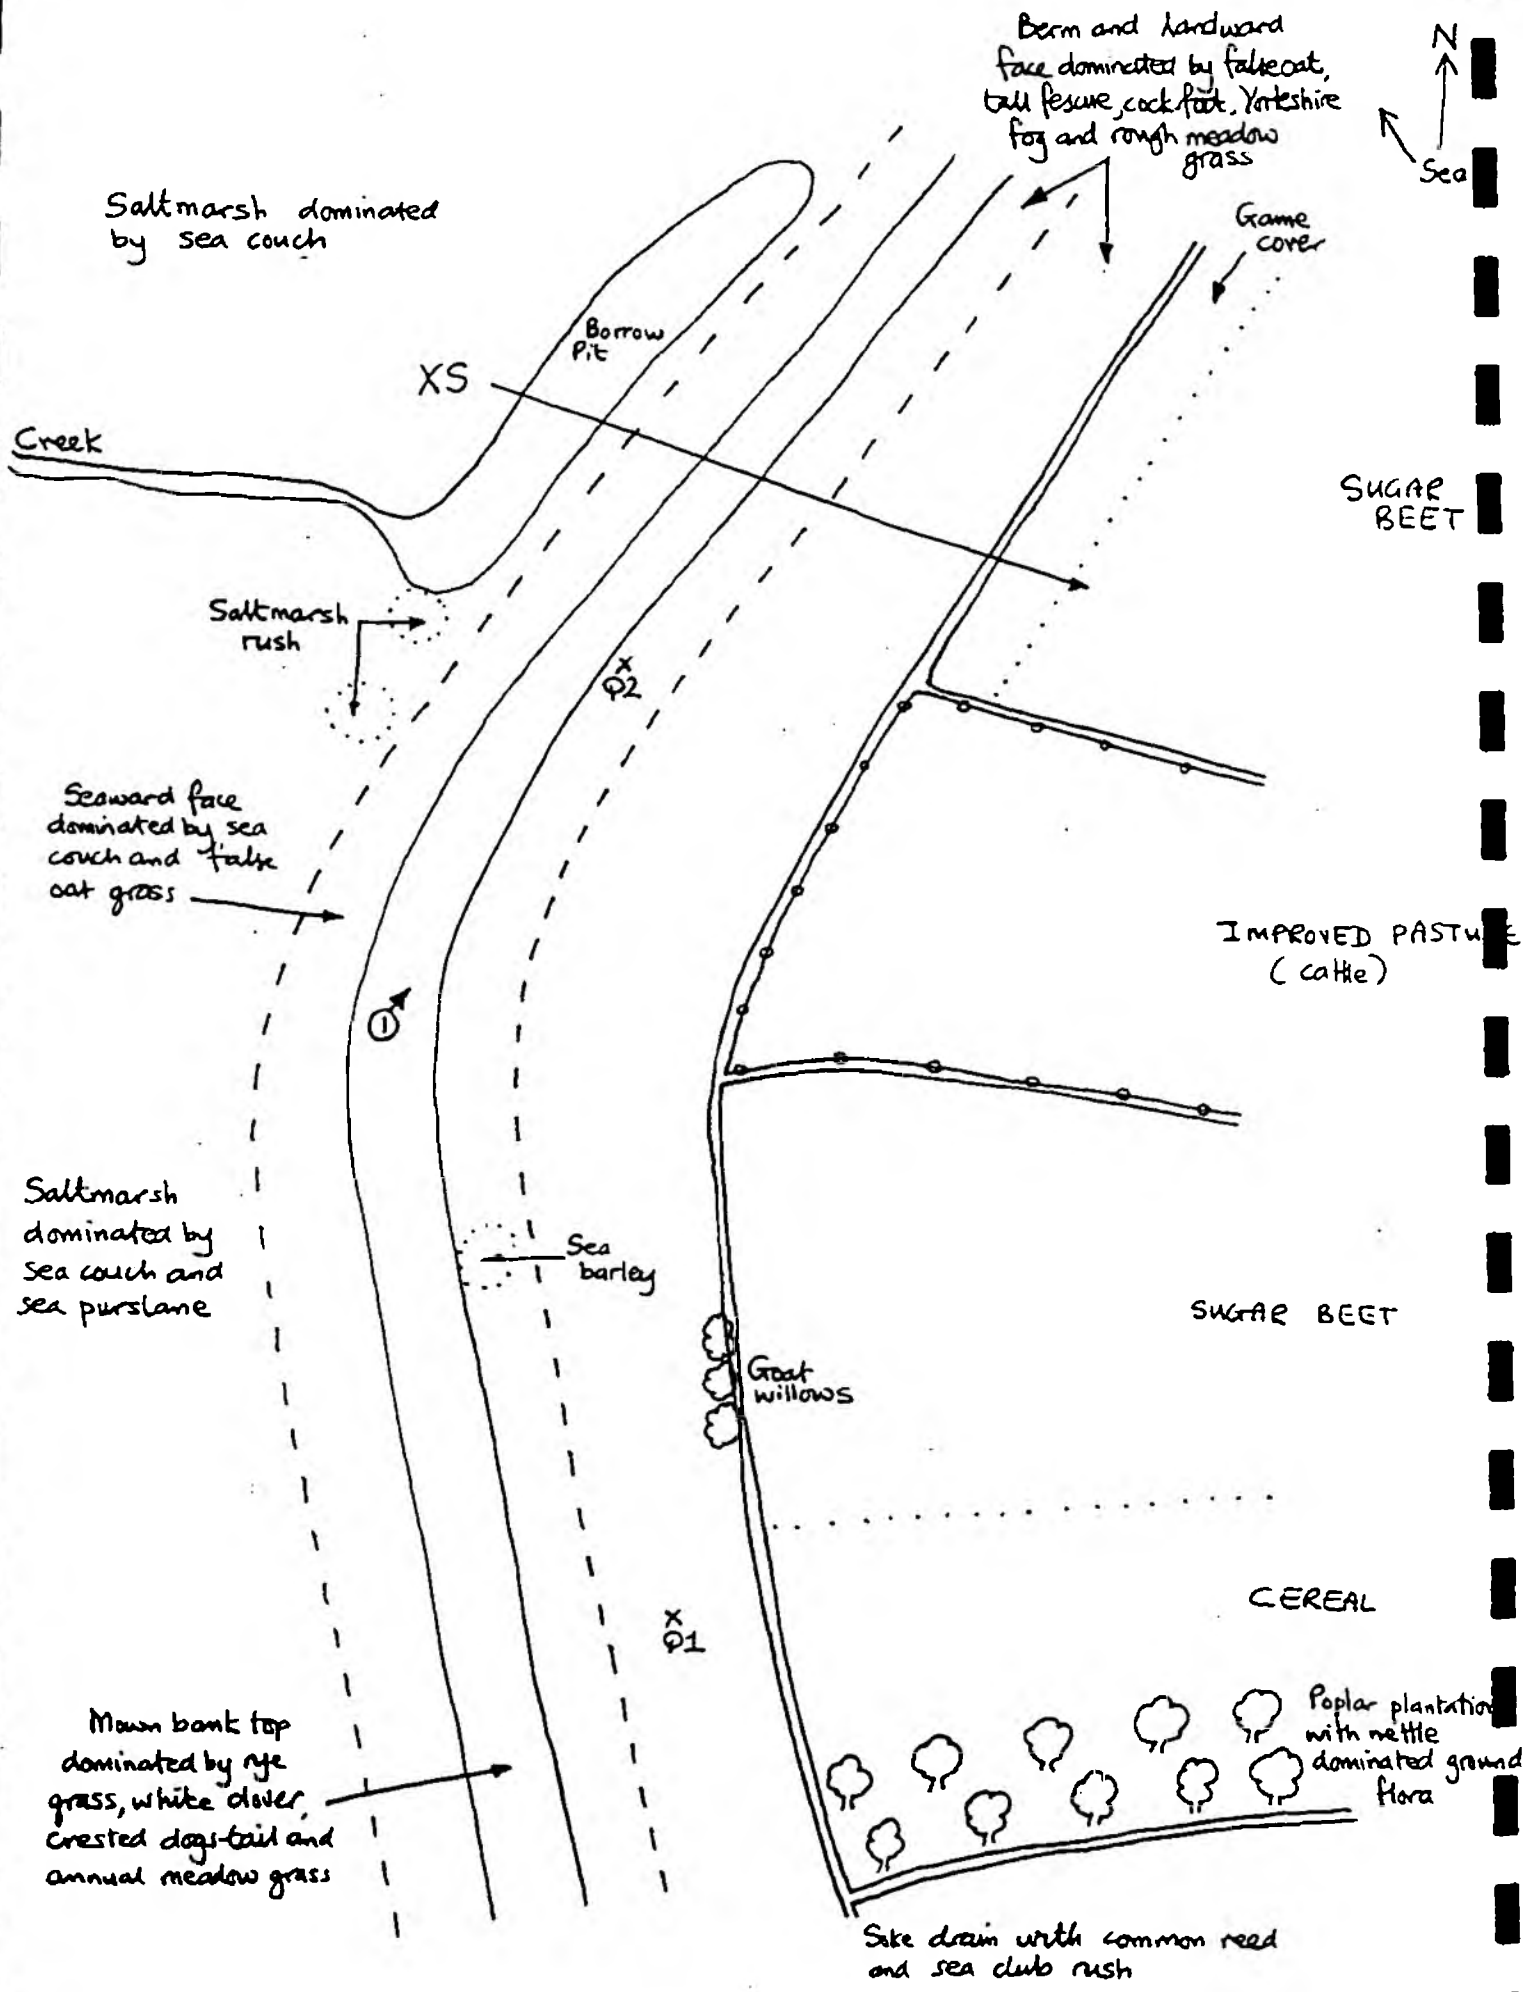 Berm and landward
face dominated by false oat,
tall fescue, cocksfoot, Yorkshire
fog and rough meadow
grass
N
Sea
Saltmarsh dominated
by sea couch
Game
cover
Borrow
Pit
XS
Creek
SUGAR
BEET
Saltmarsh
rush
Q2
Seaward face
dominated by sea
couch and false
oat grass
IMPROVED PASTURE
(cattle)
1
Saltmarsh
dominated by
sea couch and
sea purslane
Sea
barley
SUGAR BEET
Goat
willows
CEREAL
Q1
Poplar plantation
with nettle
dominated ground
flora
Mown bank top
dominated by rye
grass, white clover,
crested dogs-tail and
annual meadow grass
Soke drain with common reed
and sea club rush